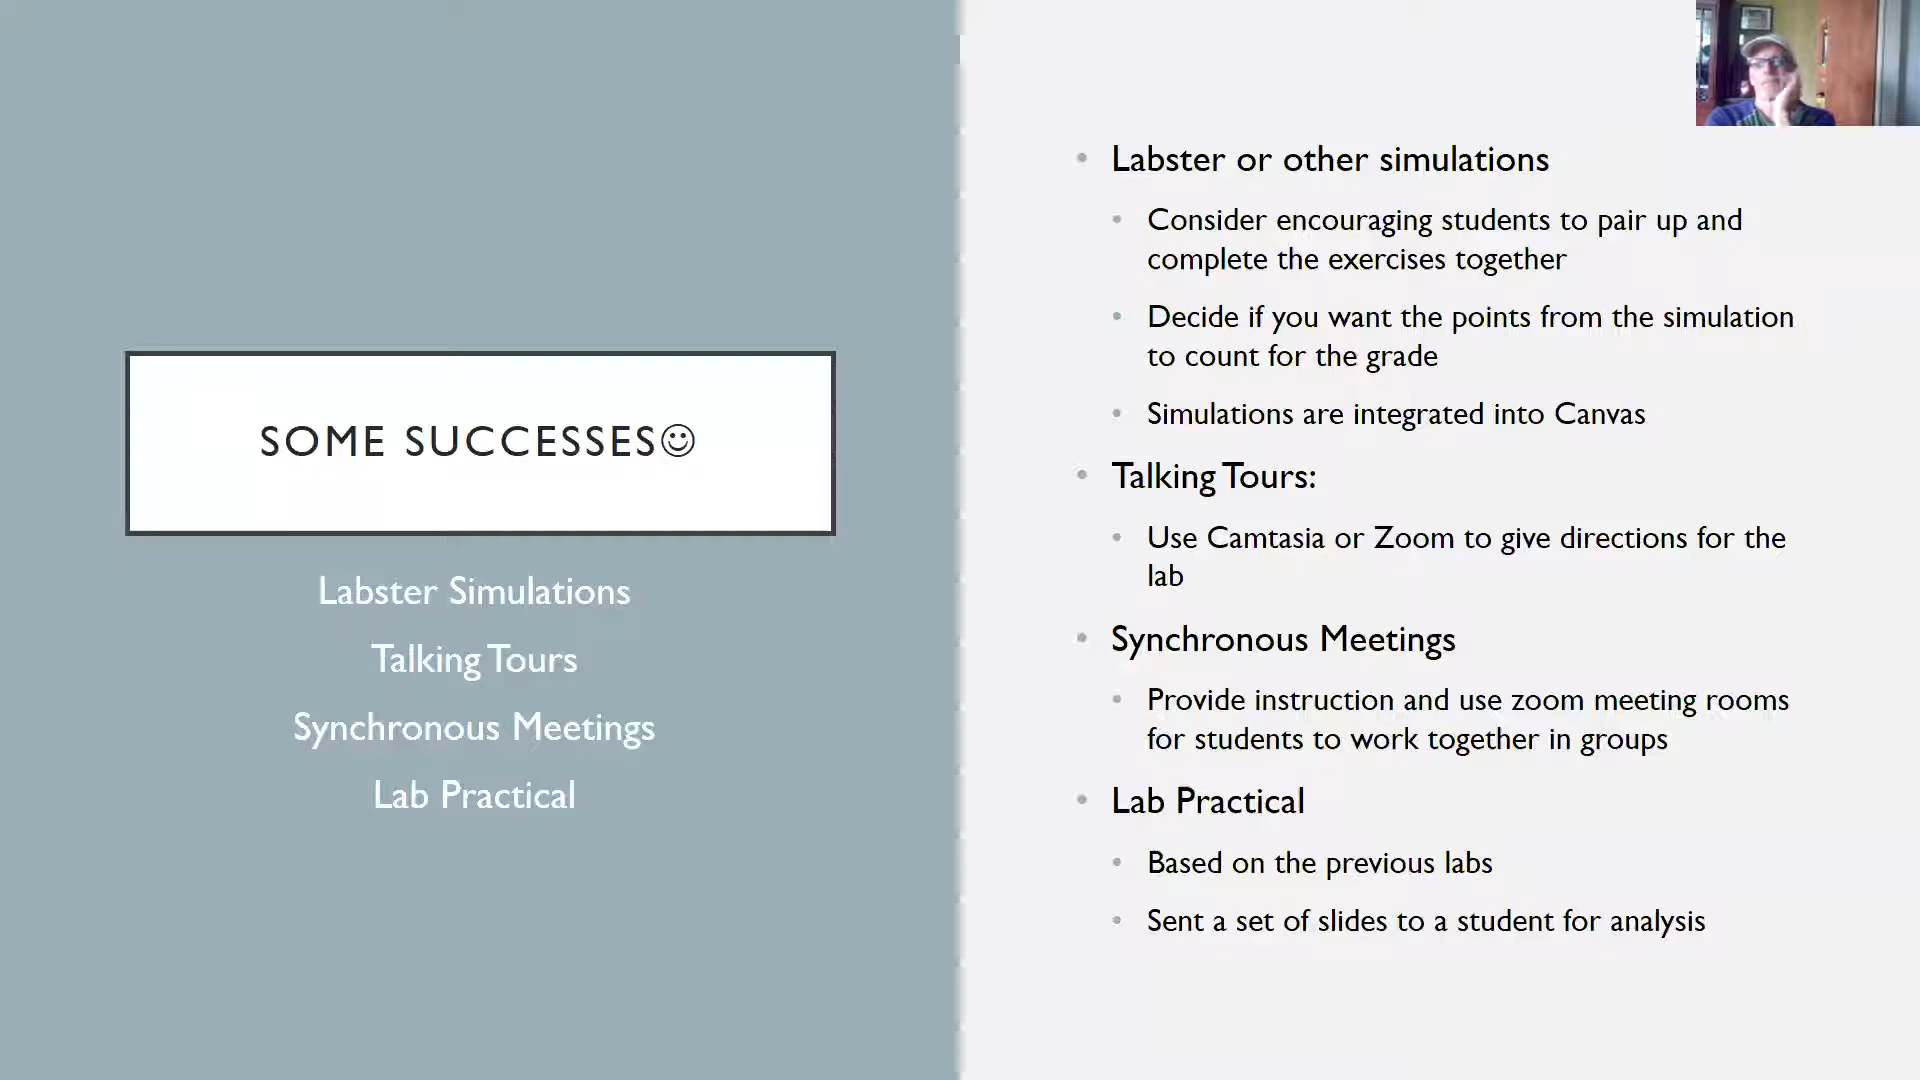 SOME SUCCESSES☺
Labster Simulations
Talking Tours
Synchronous Meetings
Lab Practical
• Labster or other simulations
• Consider encouraging students to pair up and
complete the exercises together
• Decide if you want the points from the simulation
to count for the grade
• Simulations are integrated into Canvas
• Talking Tours:
• Use Camtasia or Zoom to give directions for the
lab
• Synchronous Meetings
• Provide instruction and use zoom meeting rooms
for students to work together in groups
• Lab Practical
• Based on the previous labs
• Sent a set of slides to a student for analysis